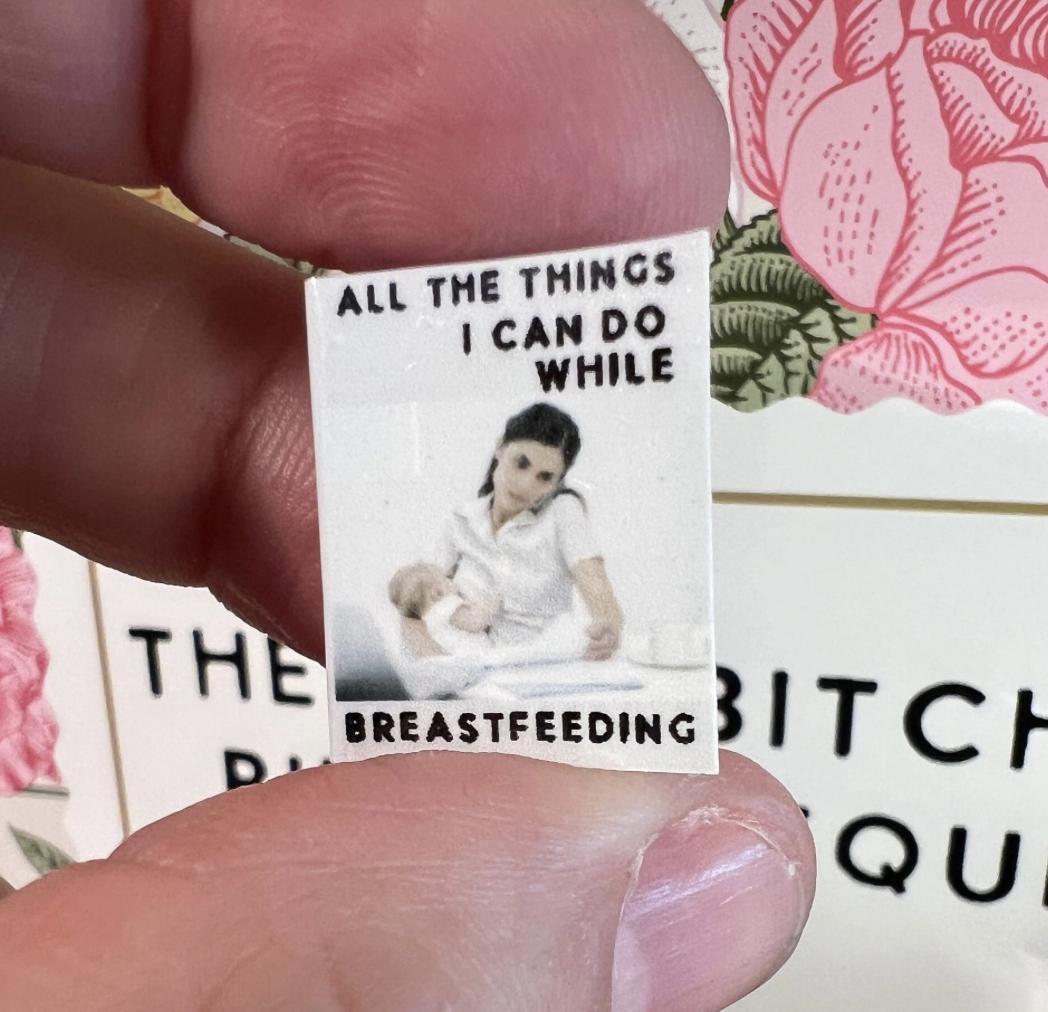 ALL THE THINGS
I CAN DO
WHILE
BREASTFEEDING
THE
BITCH